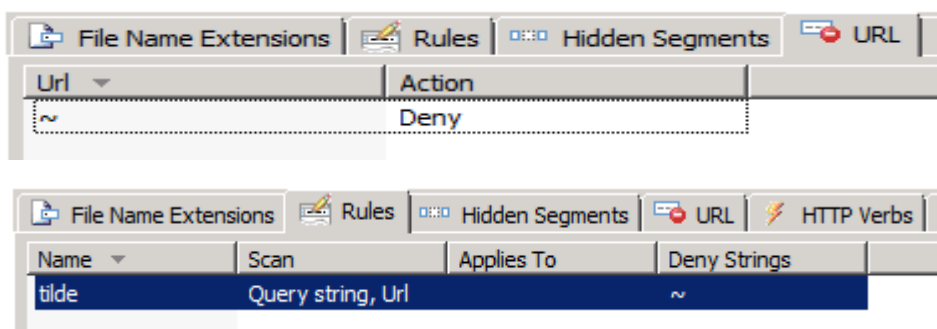 File Name Extensions Rules Hidden Segments URL
Url Action
~ Deny
File Name Extensions Rules Hidden Segments URL HTTP Verbs
Name Scan Applies To Deny Strings
tilde Query string, Url ~